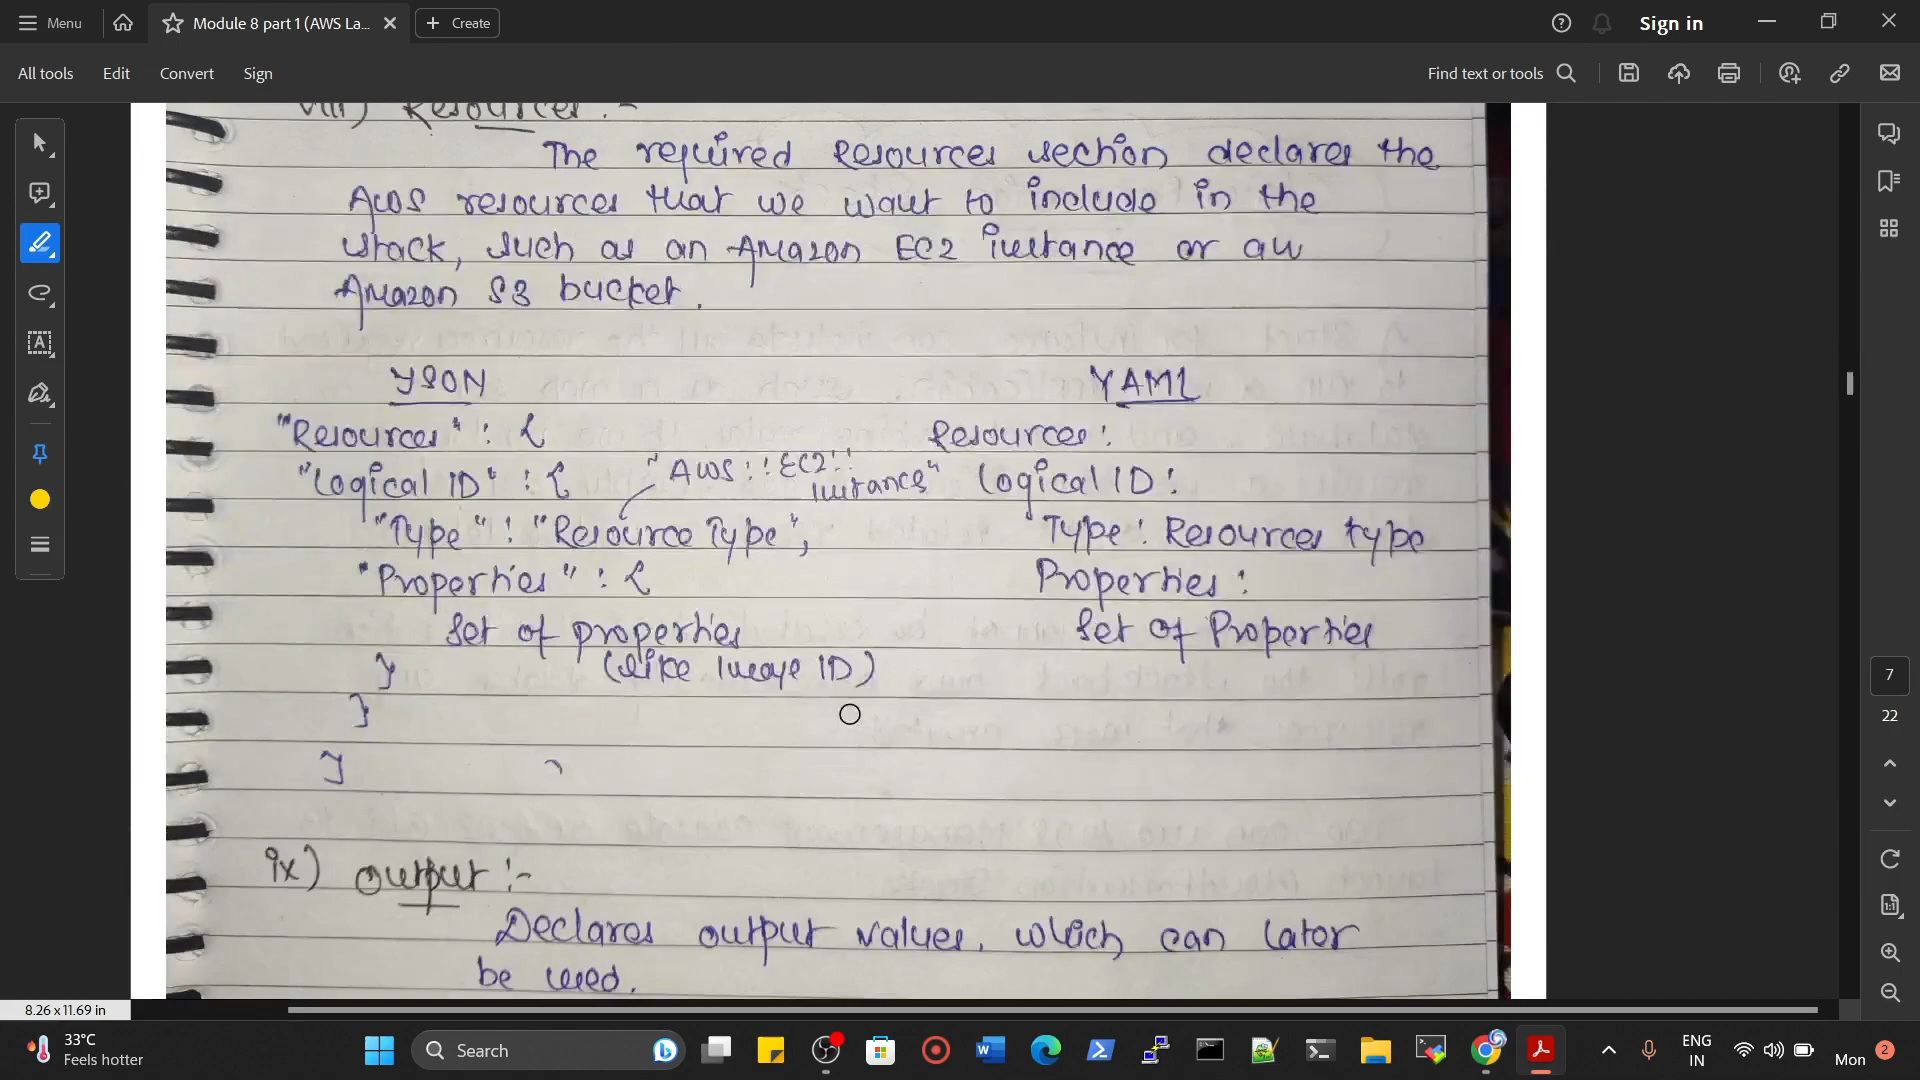 Menu
Module 8 part 1 (AWS La...
Create
Sign in
All tools
Edit
Convert
Sign
Find text or tools
viii) Resources :-
The required Resources section declares the
AWS resources that we want to include in the
stack, such as an Amazon EC2 instance or an
Amazon S3 bucket.
JSON
"Resources" : {
"Logical ID" : {
"AWS::EC2::
Instance"
"Type" : "Resource Type",
"Properties" : {
Set of properties
(like Image ID)
}
}
}
YAML
Resources:
Logical ID:
Type: Resources type
Properties:
Set of Properties
ix) Output :-
Declares output values, which can later
be used.
7
22
8.26 x 11.69 in
33°C
Feels hotter
Search
ENG
IN
Mon
2